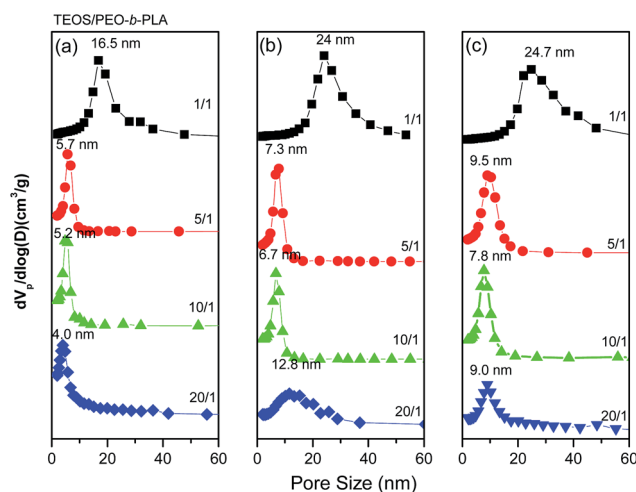 TEOS/PEO-b-PLA
(a)
16.5 nm
1/1
5.7 nm
5/1
5.2 nm
10/1
4.0 nm
20/1
(b)
24 nm
1/1
7.3 nm
5/1
6.7 nm
10/1
12.8 nm
20/1
(c)
24.7 nm
1/1
9.5 nm
5/1
7.8 nm
10/1
9.0 nm
20/1
dVp/dlog(D)(cm³/g)
0 20 40 60 0 20 40 60 0 20 40 60
Pore Size (nm)